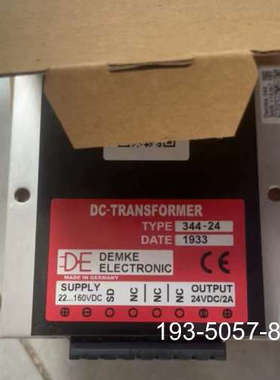 DC-TRANSFORMER
TYPE 344-24
DATE 1933
DE DEMKE ELECTRONIC
MADE IN GERMANY
CE
SUPPLY
22...160VDC
SD
NC
NC
NC
OUTPUT
24VDC/2A
193-5057-8